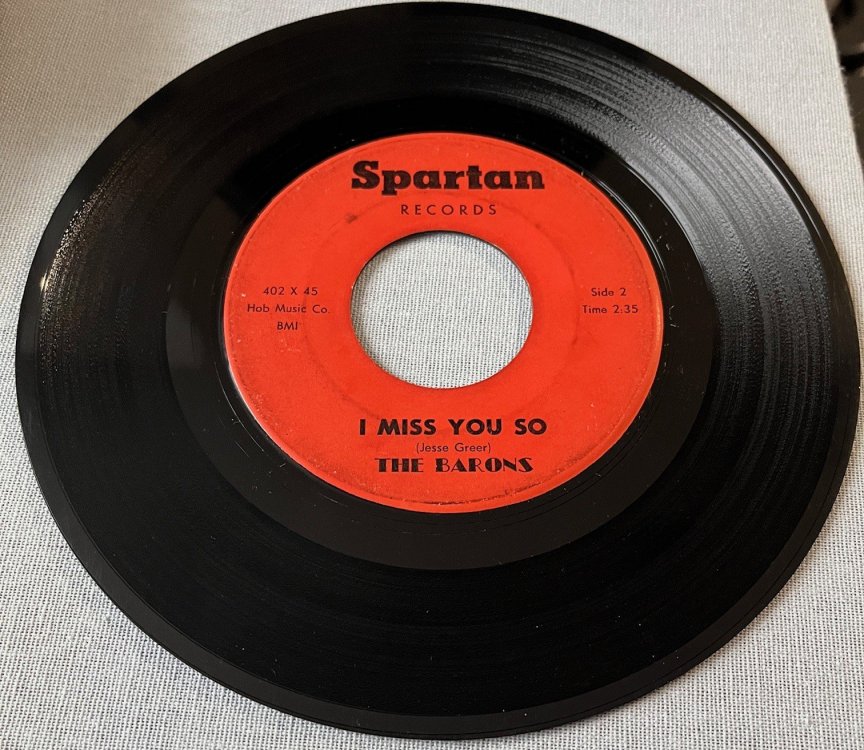 Spartan
RECORDS
402 X 45
Hob Music Co.
BMI
Side 2
Time 2:35
I MISS YOU SO
(Jesse Greer)
THE BARONS